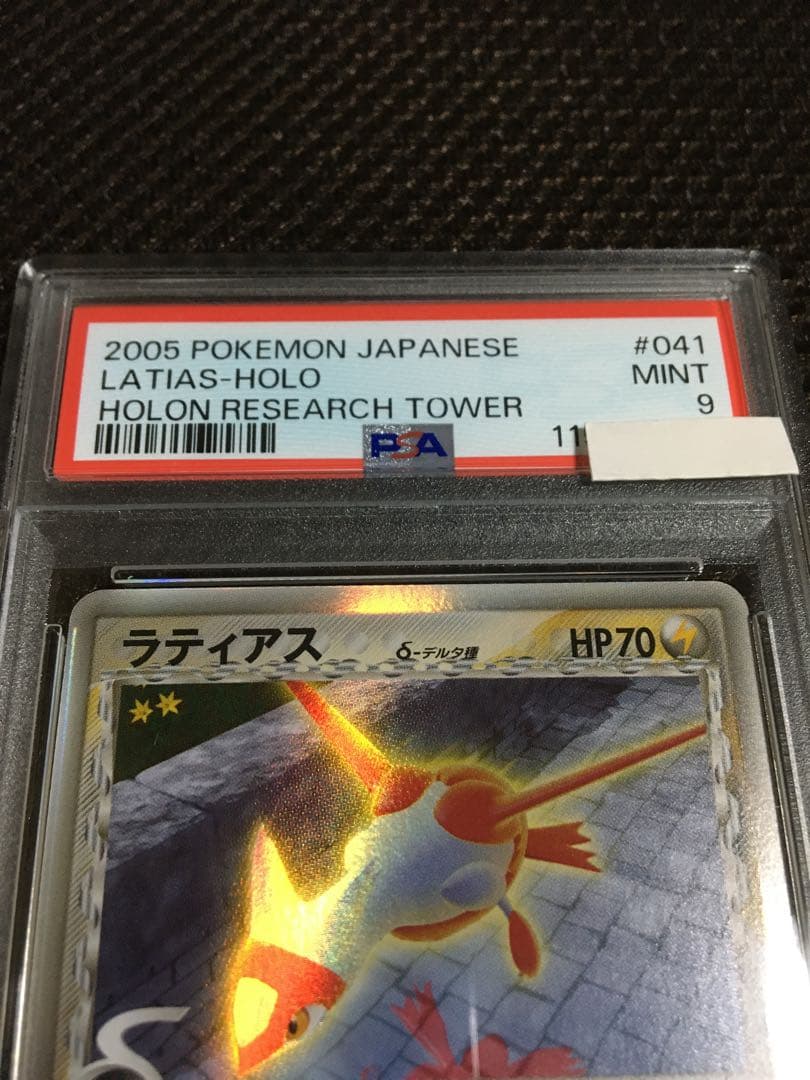 2005 POKEMON JAPANESE #041
LATIAS-HOLO MINT
HOLON RESEARCH TOWER 9
PSA 11
ラティアス δ-デルタ種 HP70
δ